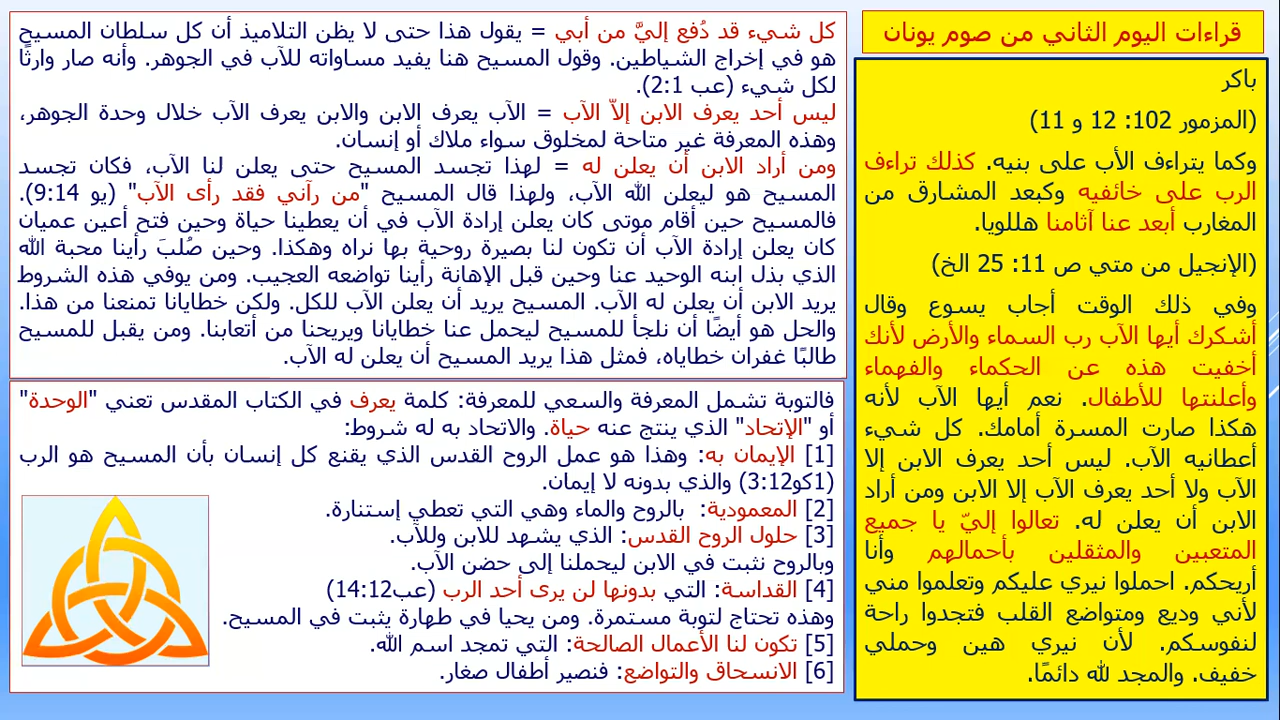 قراءات اليوم الثاني من صوم يونان
باكر
(المزمور 102: 12 و 11)
وكما يتراءف الأب على بنيه. كذلك تراءف
الرب على خائفيه وكبعد المشارق من
المغارب أبعد عنا آثامنا هللويا.
(الإنجيل من متي ص 11: 25 الخ)
وفي ذلك الوقت أجاب يسوع وقال
أشكرك أيها الآب رب السماء والأرض لأنك
أخفيت هذه عن الحكماء والفهماء
وأعلنتها للأطفال. نعم أيها الآب لأنه
هكذا صارت المسرة أمامك. كل شيء
أعطانيه الآب. ليس أحد يعرف الابن إلا
الآب ولا أحد يعرف الآب إلا الابن ومن أراد
الابن أن يعلن له. تعالوا إليّ يا جميع
المتعبين والمثقلين بأحمالهم وأنا
أريحكم. احملوا نيري عليكم وتعلموا مني
لأني وديع ومتواضع القلب فتجدوا راحة
لنفوسكم. لأن نيري هين وحملي
خفيف. والمجد لله دائمًا.
كل شيء قد دُفع إليَّ من أبي = يقول هذا حتى لا يظن التلاميذ أن كل سلطان المسيح
هو في إخراج الشياطين. وقول المسيح هنا يفيد مساواته للآب في الجوهر. وأنه صار وارثًا
لكل شيء (عب 2:1).
ليس أحد يعرف الابن إلاّ الآب = الآب يعرف الابن والابن يعرف الآب خلال وحدة الجوهر،
وهذه المعرفة غير متاحة لمخلوق سواء ملاك أو إنسان.
ومن أراد الابن أن يعلن له = لهذا تجسد المسيح حتى يعلن لنا الآب، فكان تجسد
المسيح هو ليعلن الله الآب، ولهذا قال المسيح "من رآني فقد رأى الآب" (يو 9:14).
فالمسيح حين أقام موتى كان يعلن إرادة الآب في أن يعطينا حياة وحين فتح أعين عميان
كان يعلن إرادة الآب أن تكون لنا بصيرة روحية بها نراه وهكذا. وحين صُلبَ رأينا محبة الله
الذي بذل ابنه الوحيد عنا وحين قبل الإهانة رأينا تواضعه العجيب. ومن يوفي هذه الشروط
يريد الابن أن يعلن له الآب. المسيح يريد أن يعلن الآب للكل. ولكن خطايانا تمنعنا من هذا.
والحل هو أيضًا أن نلجأ للمسيح ليحمل عنا خطايانا ويريحنا من أتعابنا. ومن يقبل للمسيح
طالبًا غفران خطاياه، فمثل هذا يريد المسيح أن يعلن له الآب.
فالتوبة تشمل المعرفة والسعي للمعرفة: كلمة يعرف في الكتاب المقدس تعني "الوحدة"
أو "الإتحاد" الذي ينتج عنه حياة. والاتحاد به له شروط:
[1] الإيمان به: وهذا هو عمل الروح القدس الذي يقنع كل إنسان بأن المسيح هو الرب
(1كو3:12) والذي بدونه لا إيمان.
[2] المعمودية: بالروح والماء وهي التي تعطي إستنارة.
[3] حلول الروح القدس: الذي يشهد للابن وللآب.
وبالروح نثبت في الابن ليحملنا إلى حضن الآب.
[4] القداسة: التي بدونها لن يرى أحد الرب (عب14:12)
وهذه تحتاج لتوبة مستمرة. ومن يحيا في طهارة يثبت في المسيح.
[5] تكون لنا الأعمال الصالحة: التي تمجد اسم الله.
[6] الانسحاق والتواضع: فنصير أطفال صغار.